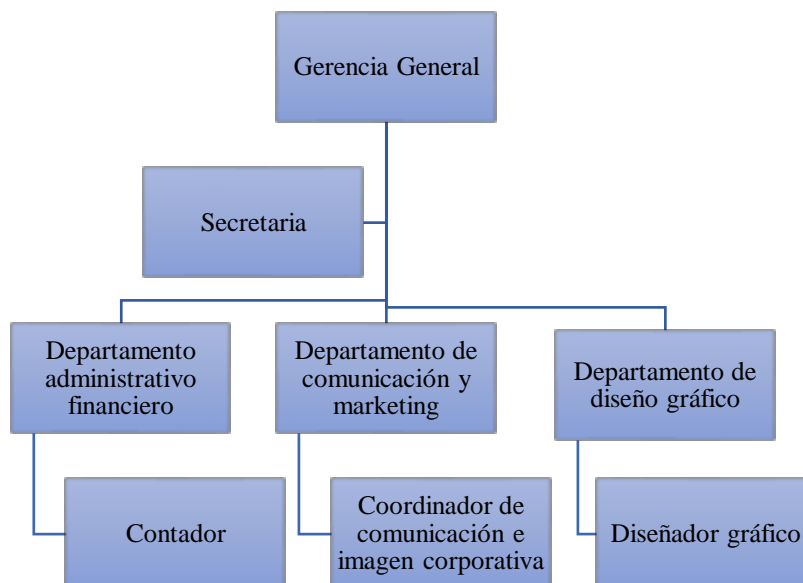 Gerencia General
Secretaria
Departamento
administrativo
financiero
Departamento de
comunicación y
marketing
Departamento de
diseño gráfico
Contador
Coordinador de
comunicación e
imagen corporativa
Diseñador gráfico